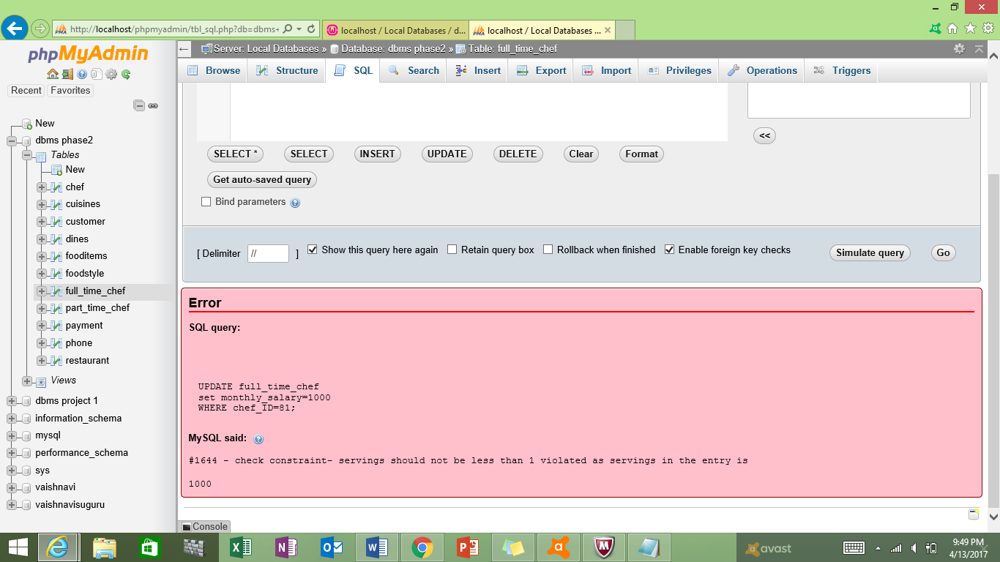 http://localhost/phpmyadmin/tbl_sql.php?db=dbms+
localhost / Local Databases / d...
localhost / Local Databases ...
phpMyAdmin
Recent
Favorites
New
dbms phase2
Tables
New
chef
cuisines
customer
dines
fooditems
foodstyle
full_time_chef
part_time_chef
payment
phone
restaurant
Views
dbms project 1
information_schema
mysql
performance_schema
sys
vaishnavi
vaishnavisuguru
Server: Local Databases » Database: dbms phase2 » Table: full_time_chef
Browse
Structure
SQL
Search
Insert
Export
Import
Privileges
Operations
Triggers
<<
SELECT *
SELECT
INSERT
UPDATE
DELETE
Clear
Format
Get auto-saved query
Bind parameters
[ Delimiter // ]
Show this query here again
Retain query box
Rollback when finished
Enable foreign key checks
Simulate query
Go
Error
SQL query:
UPDATE full_time_chef
set monthly_salary=1000
WHERE chef_ID=81;
MySQL said:
#1644 - check constraint- servings should not be less than 1 violated as servings in the entry is
1000
Console
avast
9:49 PM
4/13/2017